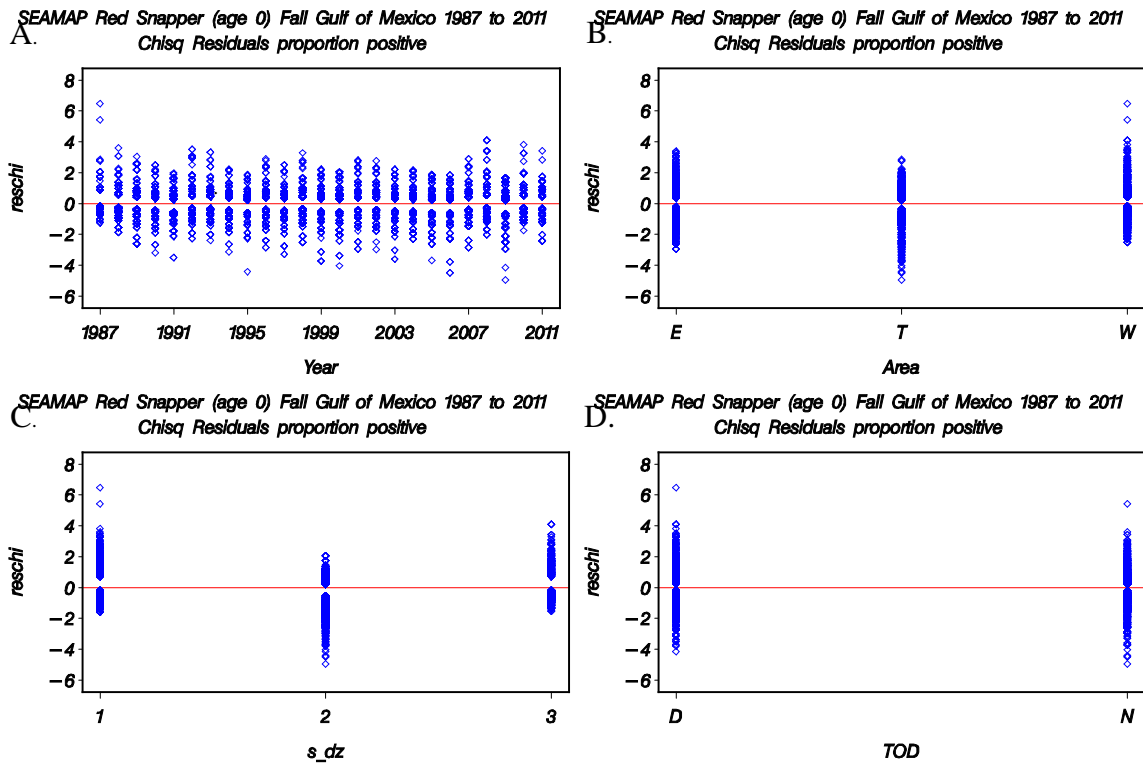 A.
SEAMAP Red Snapper (age 0) Fall Gulf of Mexico 1987 to 2011
Chisq Residuals proportion positive
reschi
8
6
4
2
0
−2
−4
−6
1987 1991 1995 1999 2003 2007 2011
Year
B.
SEAMAP Red Snapper (age 0) Fall Gulf of Mexico 1987 to 2011
Chisq Residuals proportion positive
reschi
8
6
4
2
0
−2
−4
−6
E T W
Area
C.
SEAMAP Red Snapper (age 0) Fall Gulf of Mexico 1987 to 2011
Chisq Residuals proportion positive
reschi
8
6
4
2
0
−2
−4
−6
1 2 3
s_dz
D.
SEAMAP Red Snapper (age 0) Fall Gulf of Mexico 1987 to 2011
Chisq Residuals proportion positive
reschi
8
6
4
2
0
−2
−4
−6
D N
TOD